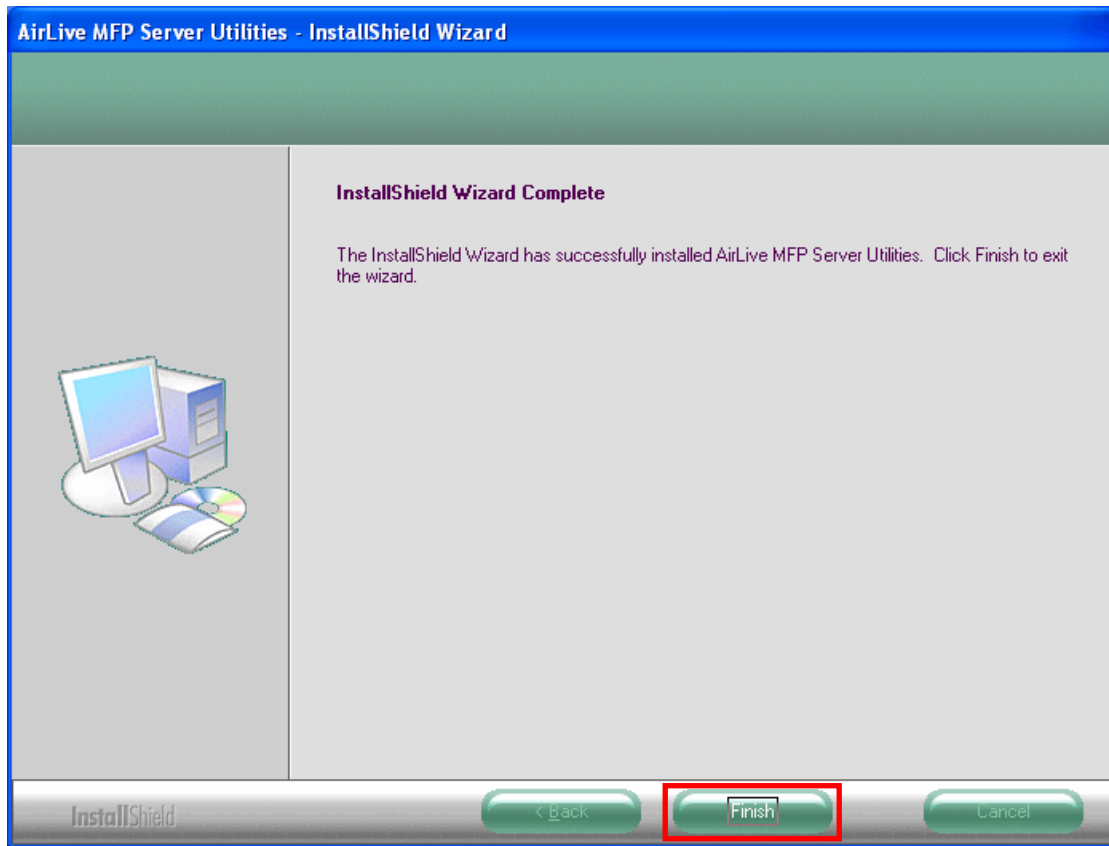 AirLive MFP Server Utilities - InstallShield Wizard
InstallShield Wizard Complete
The InstallShield Wizard has successfully installed AirLive MFP Server Utilities. Click Finish to exit
the wizard.
InstallShield
< Back
Finish
Cancel